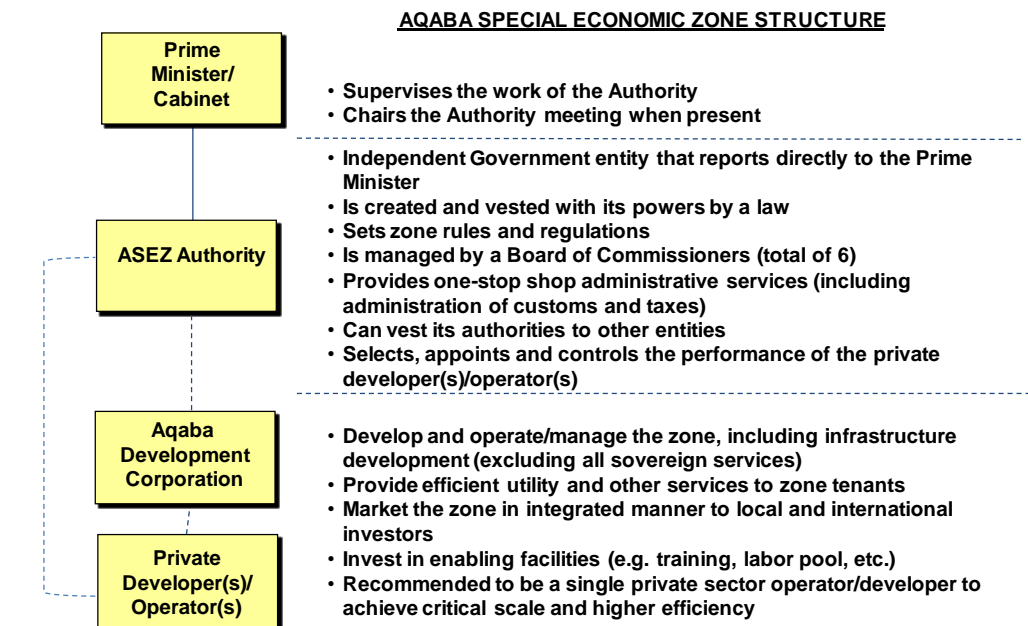 AQABA SPECIAL ECONOMIC ZONE STRUCTURE
Prime
Minister/
Cabinet
• Supervises the work of the Authority
• Chairs the Authority meeting when present
ASEZ Authority
• Independent Government entity that reports directly to the Prime
Minister
• Is created and vested with its powers by a law
• Sets zone rules and regulations
• Is managed by a Board of Commissioners (total of 6)
• Provides one-stop shop administrative services (including
administration of customs and taxes)
• Can vest its authorities to other entities
• Selects, appoints and controls the performance of the private
developer(s)/operator(s)
Aqaba
Development
Corporation
Private
Developer(s)/
Operator(s)
• Develop and operate/manage the zone, including infrastructure
development (excluding all sovereign services)
• Provide efficient utility and other services to zone tenants
• Market the zone in integrated manner to local and international
investors
• Invest in enabling facilities (e.g. training, labor pool, etc.)
• Recommended to be a single private sector operator/developer to
achieve critical scale and higher efficiency